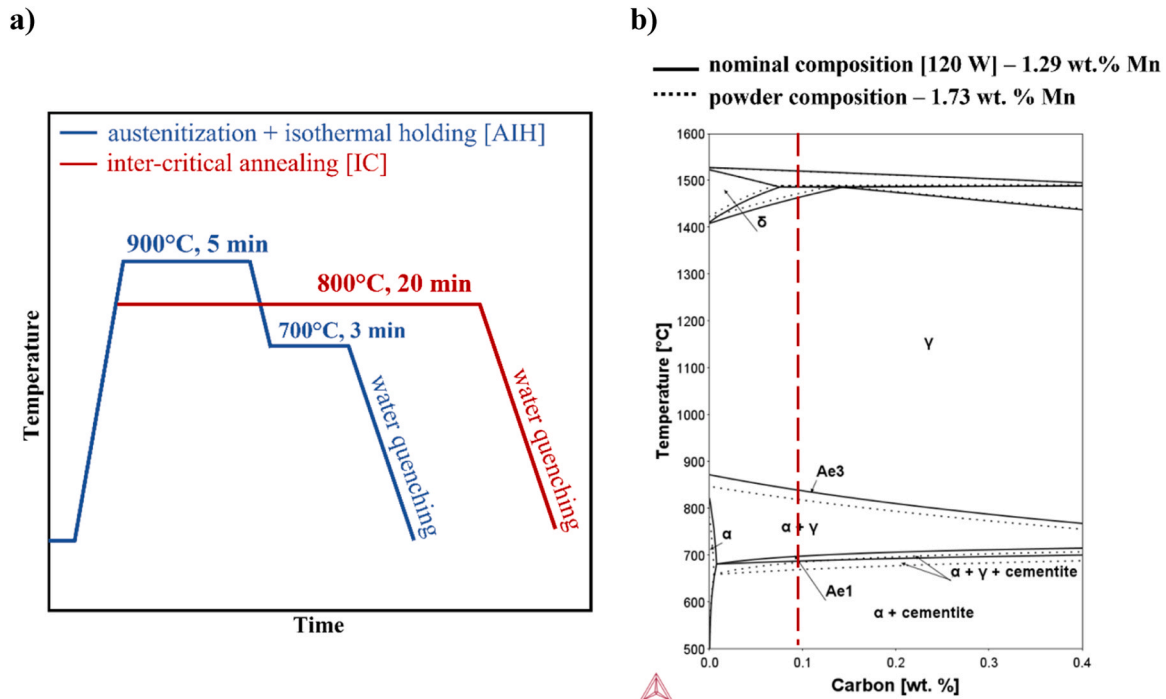 a)
austenitization + isothermal holding [AIH]
inter-critical annealing [IC]
900°C, 5 min
800°C, 20 min
700°C, 3 min
water quenching
water quenching
Temperature
Time
b)
nominal composition [120 W] – 1.29 wt.% Mn
powder composition – 1.73 wt. % Mn
1600
1500
1400
1300
1200
1100
1000
900
800
700
600
500
Temperature [°C]
δ
γ
Ae3
α + γ
α
α + γ + cementite
Ae1
α + cementite
0.0
0.1
0.2
0.3
0.4
Carbon [wt. %]